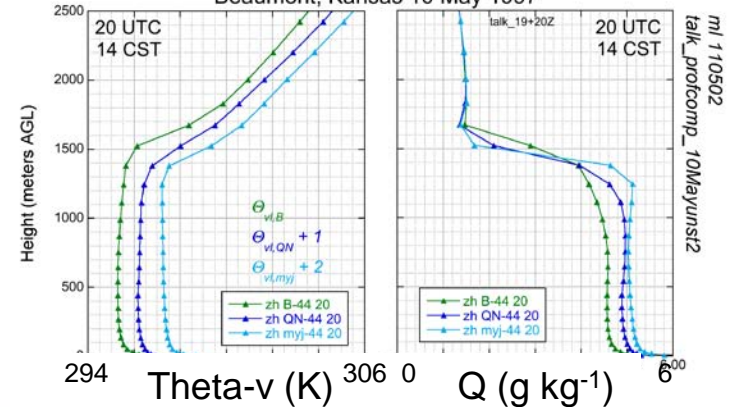 Beaumont, Kansas 10 May 1997
2500
2000
1500
1000
500
0
Height (meters AGL)
20 UTC
14 CST
Θvl,B
Θvl,QN + 1
Θvl,myj + 2
zh B-44 20
zh QN-44 20
zh myj-44 20
294
Theta-v (K)
306
talk_19+20Z
20 UTC
14 CST
zh B-44 20
zh QN-44 20
zh myj-44 20
0
Q (g kg-1)
6
ml 110502
talk_profcomp_10Mayunst2